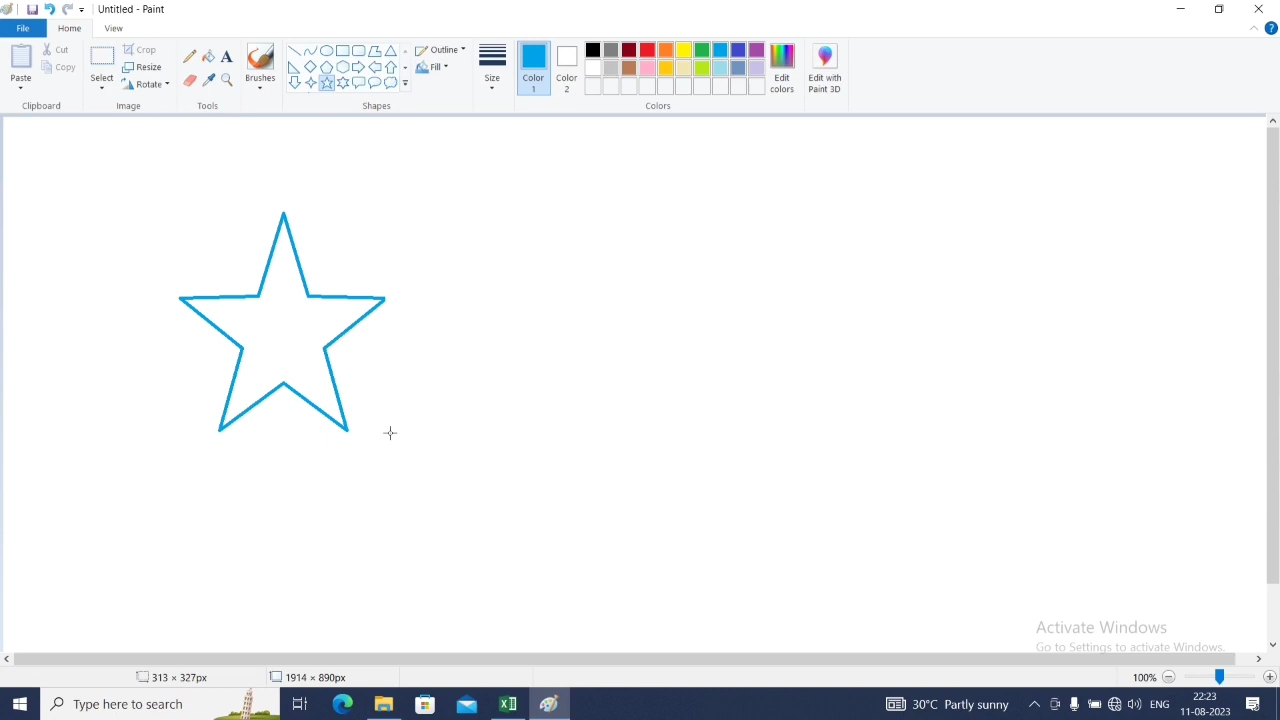 Untitled - Paint
File Home View
Paste
Cut
Copy
Clipboard
Select
Crop
Resize
Rotate
Image
A
Tools
Brushes
Shapes
Outline
Fill
Size
Color 1
Color 2
Colors
Edit colors
Edit with Paint 3D
Activate Windows
Go to Settings to activate Windows.
313 × 327px
1914 × 890px
100%
Type here to search
30°C Partly sunny
ENG
22:23
11-08-2023